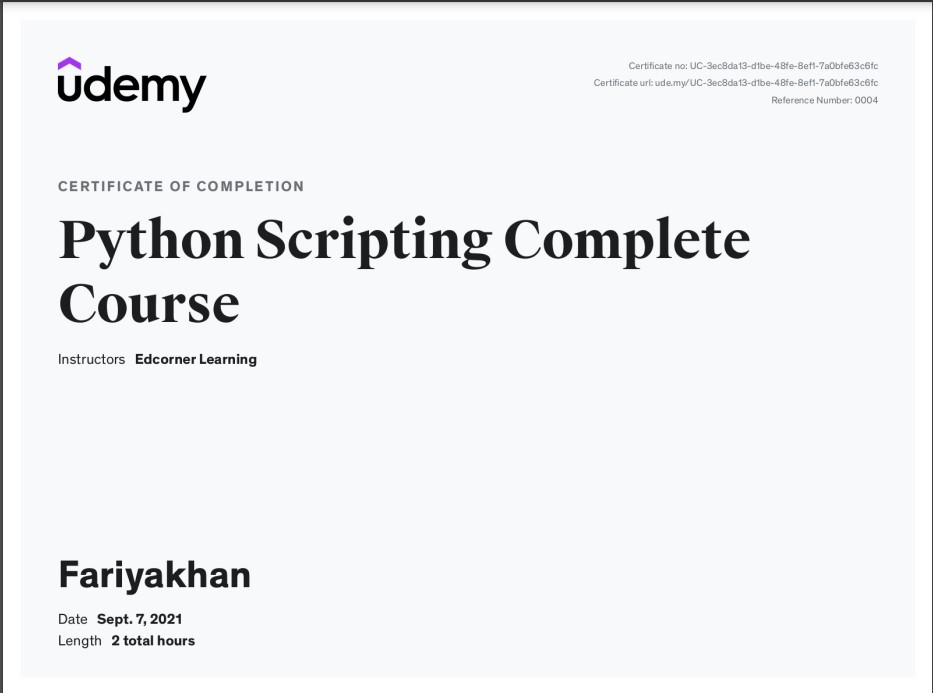 udemy
Certificate no: UC-3ec8da13-d1be-48fe-8ef1-7a0bfe63c6fc
Certificate url: ude.my/UC-3ec8da13-d1be-48fe-8ef1-7a0bfe63c6fc
Reference Number: 0004
CERTIFICATE OF COMPLETION
Python Scripting Complete
Course
Instructors Edcorner Learning
Fariyakhan
Date Sept. 7, 2021
Length 2 total hours